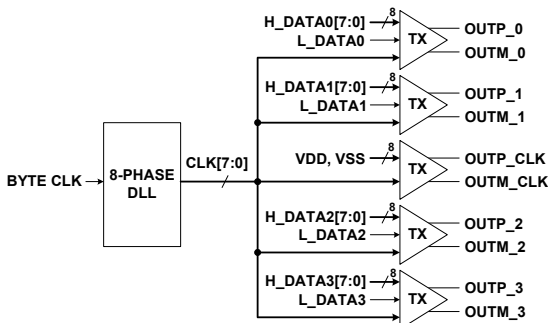 8
H_DATA0[7:0]
L_DATA0
TX
OUTP_0
OUTM_0
8
H_DATA1[7:0]
L_DATA1
TX
OUTP_1
OUTM_1
BYTE CLK
8-PHASE
DLL
CLK[7:0]
8
VDD, VSS
TX
OUTP_CLK
OUTM_CLK
8
H_DATA2[7:0]
L_DATA2
TX
OUTP_2
OUTM_2
8
H_DATA3[7:0]
L_DATA3
TX
OUTP_3
OUTM_3